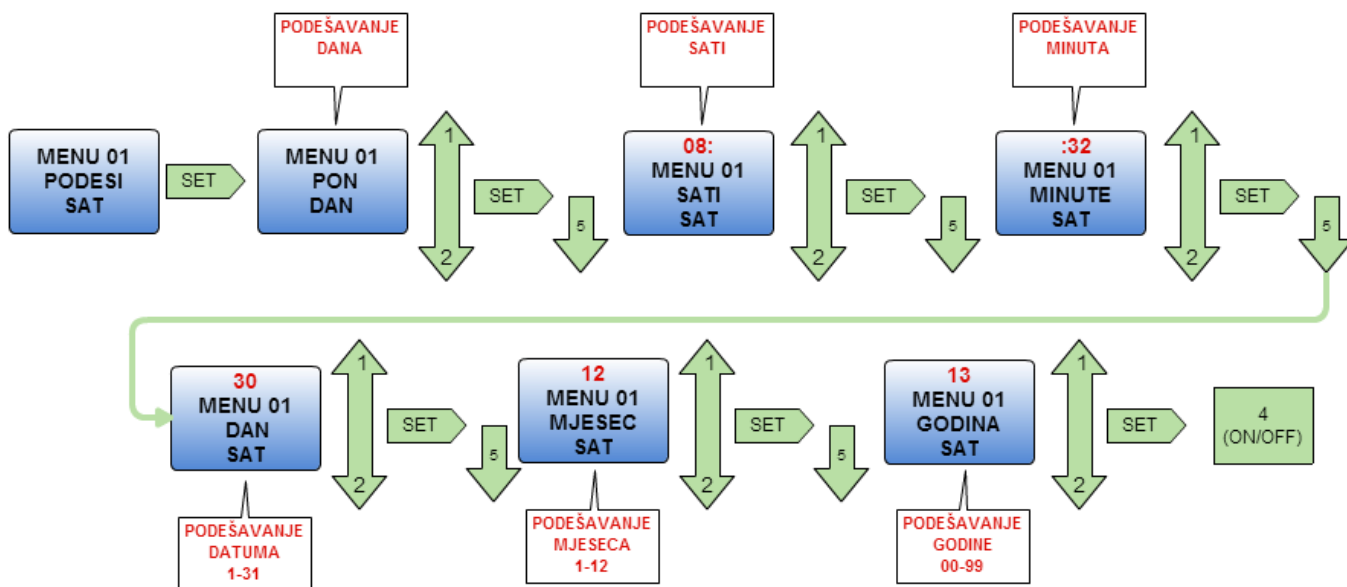 PODEŠAVANJE
DANA
PODEŠAVANJE
SATI
PODEŠAVANJE
MINUTA
MENU 01
PODESI
SAT
SET
MENU 01
PON
DAN
1
2
SET
5
08:
MENU 01
SATI
SAT
1
2
SET
5
:32
MENU 01
MINUTE
SAT
1
2
SET
5
30
MENU 01
DAN
SAT
1
2
SET
5
12
MENU 01
MJESEC
SAT
1
2
SET
5
13
MENU 01
GODINA
SAT
1
2
SET
4
(ON/OFF)
PODEŠAVANJE
DATUMA
1-31
PODEŠAVANJE
MJESECA
1-12
PODEŠAVANJE
GODINE
00-99